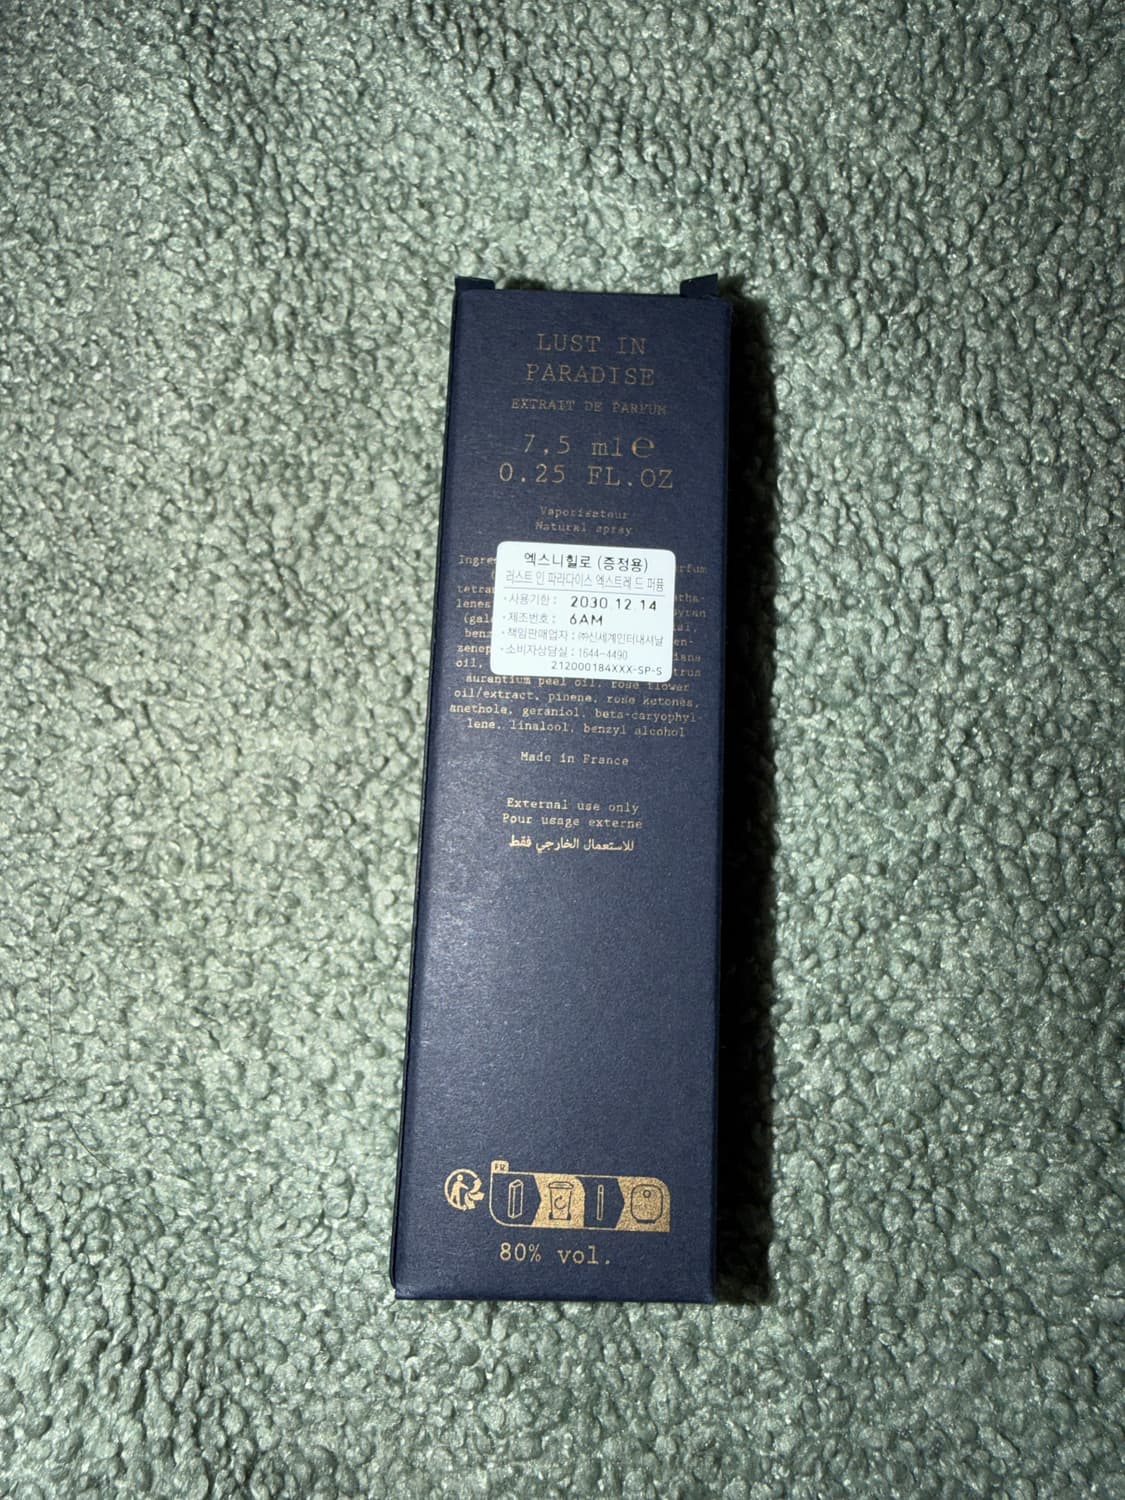 LUST IN
PARADISE
EXTRAIT DE PARFUM
7,5 ml ℮
0.25 FL.OZ
Vaporisateur
Natural spray
엑스니힐로 (증정용)
러스트 인 파라다이스 엑스트레 드 퍼퓸
· 사용기한 : 2030 12 14
· 제조번호 : 6AM
· 책임판매업자 : ㈜신세계인터내셔날
· 소비자상담실 : 1644-4490
212000184XXX-SP-S
aurantium peel oil, rose flower
oil/extract, pinene, rose ketones,
anethole, geraniol, beta-caryophyl-
lene, linalool, benzyl alcohol
Made in France
External use only
Pour usage externe
للاستعمال الخارجي فقط
FR
80% vol.